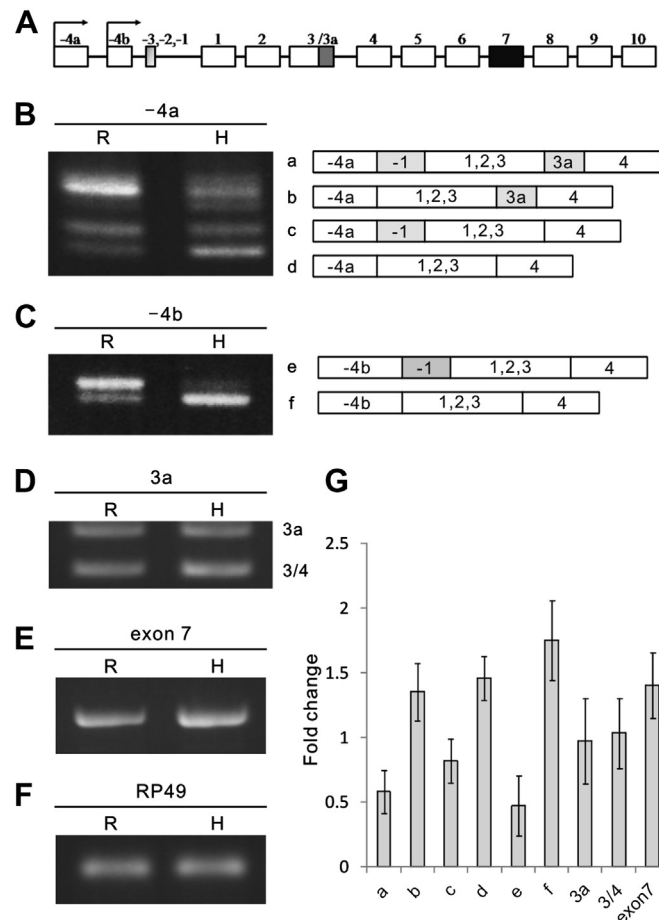 A
-4a -4b -3,-2,-1 1 2 3 /3a 4 5 6 7 8 9 10
B
−4a
R H
a -4a -1 1,2,3 3a 4
b -4a 1,2,3 3a 4
c -4a -1 1,2,3 4
d -4a 1,2,3 4
C
−4b
R H
e -4b -1 1,2,3 4
f -4b 1,2,3 4
D
3a
R H
3a
3/4
E
exon 7
R H
F
RP49
R H
G
Fold change
2.5
2
1.5
1
0.5
0
a b c d e f 3a 3/4 exon7